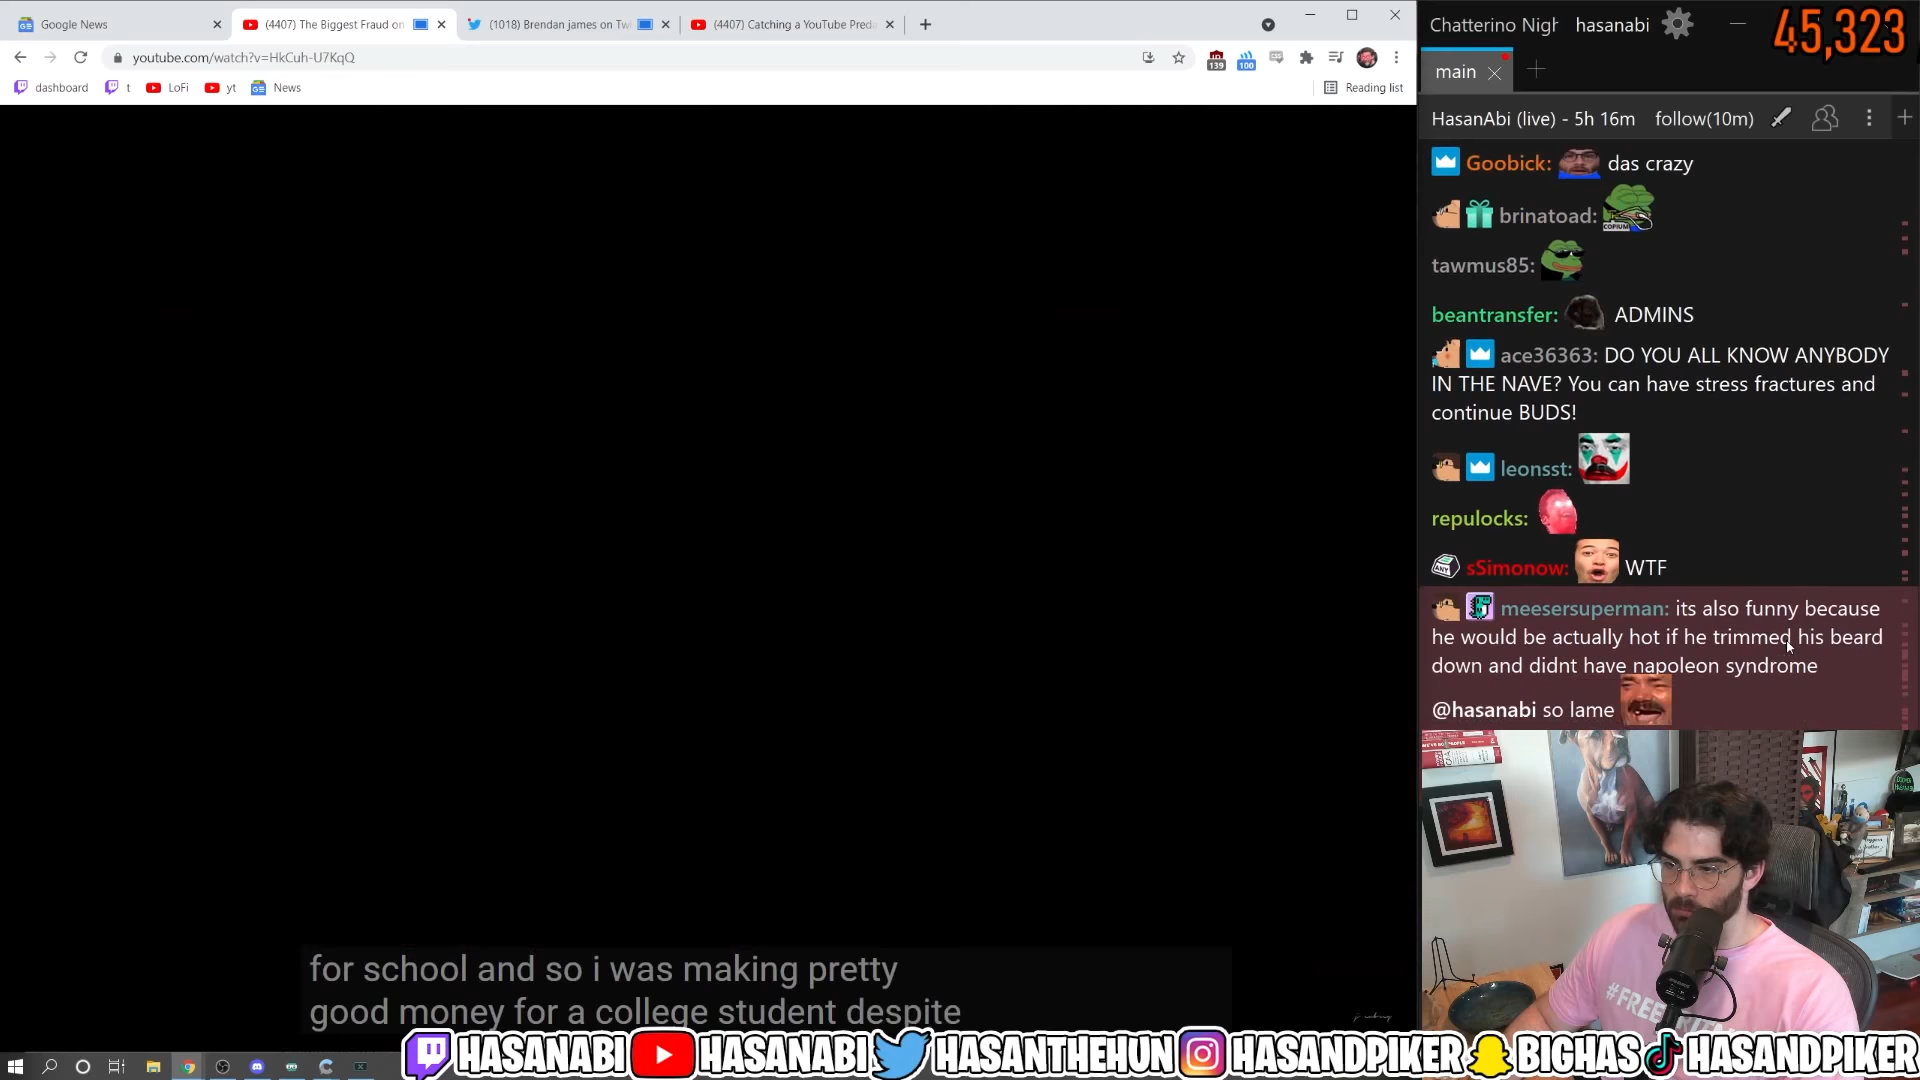 Google News
(4407) The Biggest Fraud on
(1018) Brendan james on Tw
(4407) Catching a YouTube Preda
youtube.com/watch?v=HkCuh-U7KqQ
139
100
dashboard
t
LoFi
yt
News
Reading list
for school and so i was making pretty
good money for a college student despite
Chatterino Nigh
hasanabi
45,323
main
HasanAbi (live) - 5h 16m
follow(10m)
Goobick: das crazy
brinatoad:
COPIUM
tawmus85:
beantransfer: ADMINS
ace36363: DO YOU ALL KNOW ANYBODY
IN THE NAVE? You can have stress fractures and
continue BUDS!
leonsst:
repulocks:
ANY
sSimonow: WTF
meesersuperman: its also funny because
he would be actually hot if he trimmed his beard
down and didnt have napoleon syndrome
@hasanabi so lame
HASANABI
HASANABI
HASANTHEHUN
HASANDPIKER
BIGHAS
HASANDPIKER